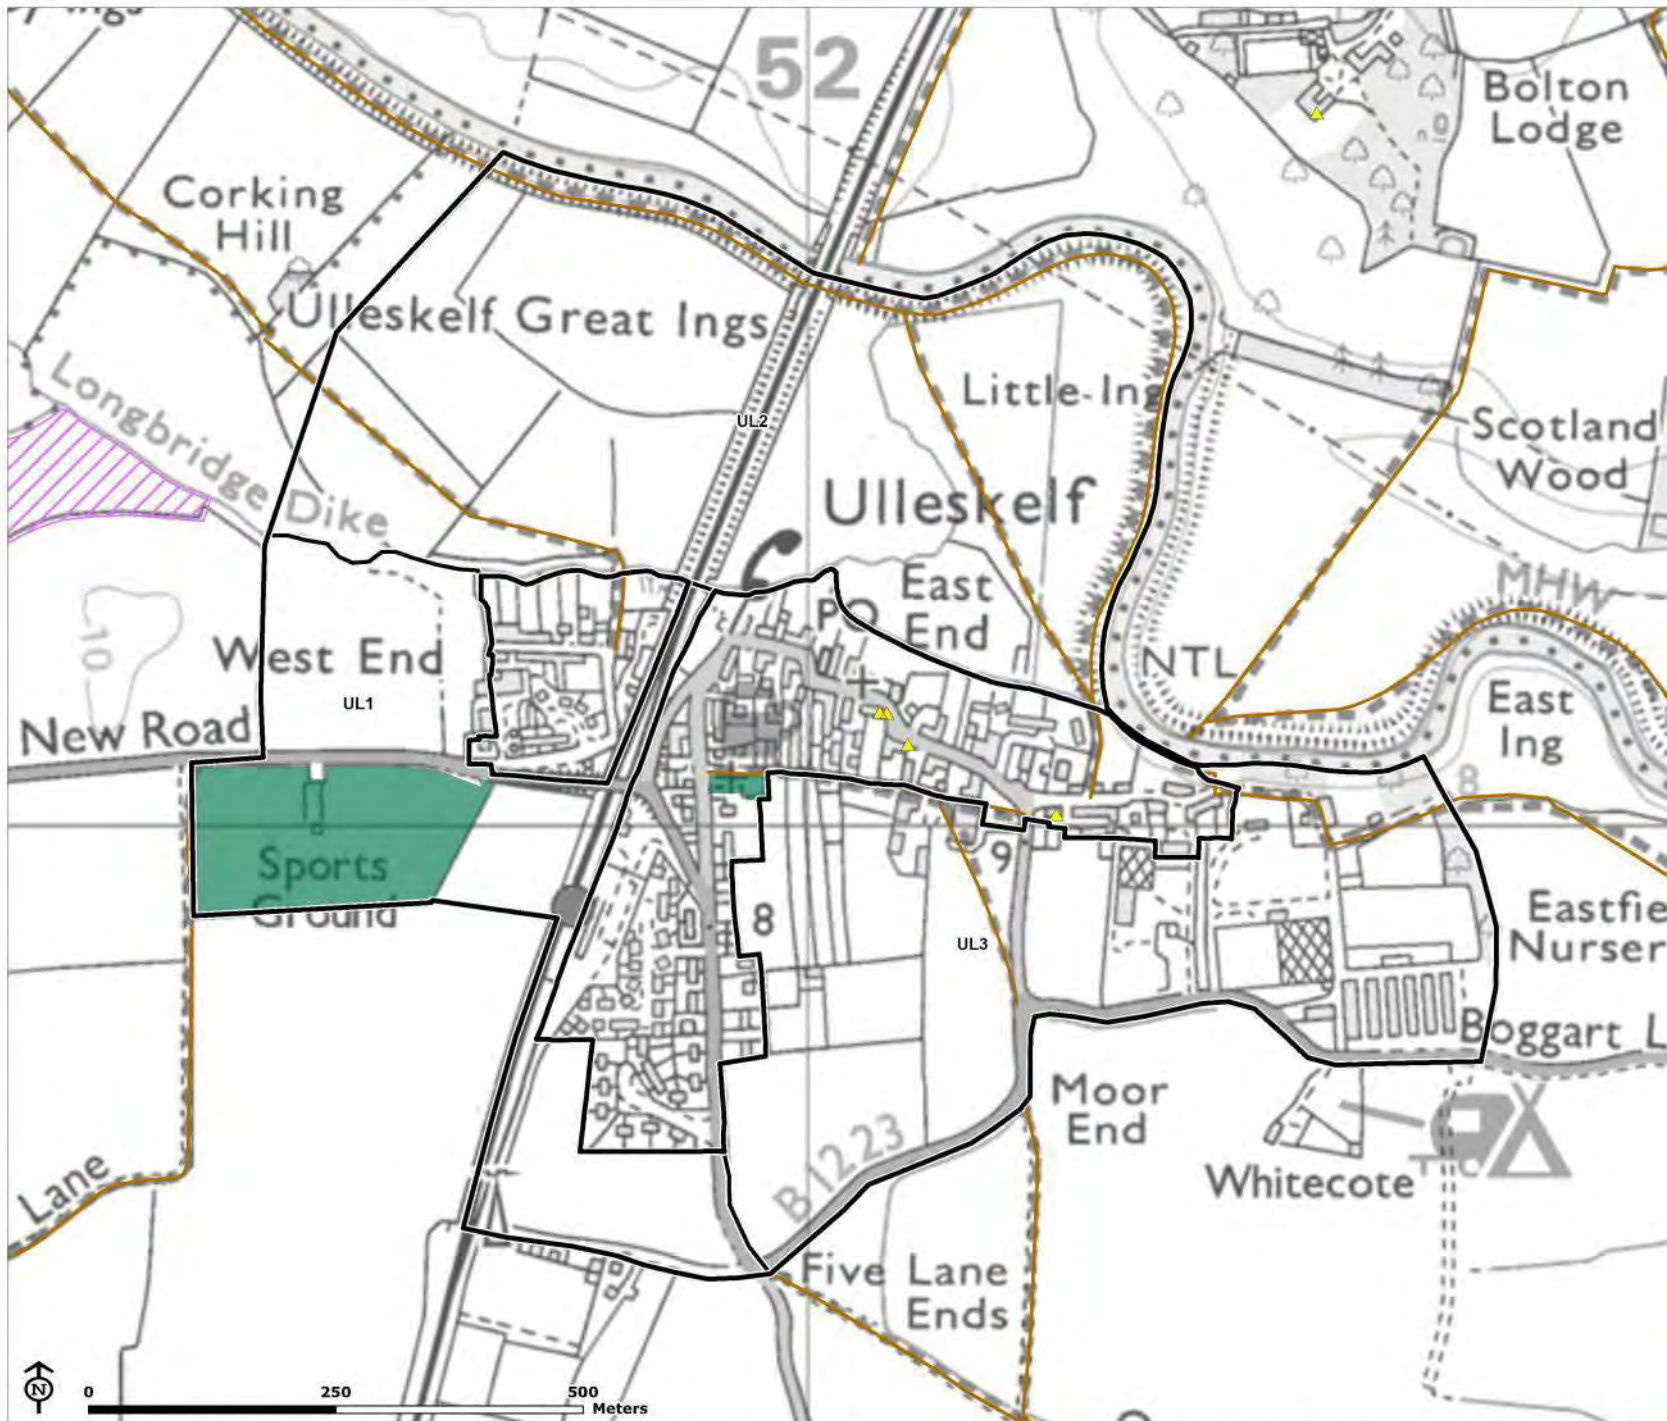 52
Bolton
Lodge
Corking
Hill
Ulleskelf Great Ings
Little-Ing
UL2
Longbridge Dike
Scotland
Wood
Ulleskelf
MHW
East
End
PO
10
West End
NTL
UL1
East
Ing
New Road
8
Sports
Ground
9
8
UL3
Eastfie
Nurser
Boggart L
Moor
End
B 1223
Whitecote
Lane
Five Lane
Ends
N
0 250 500
Meters